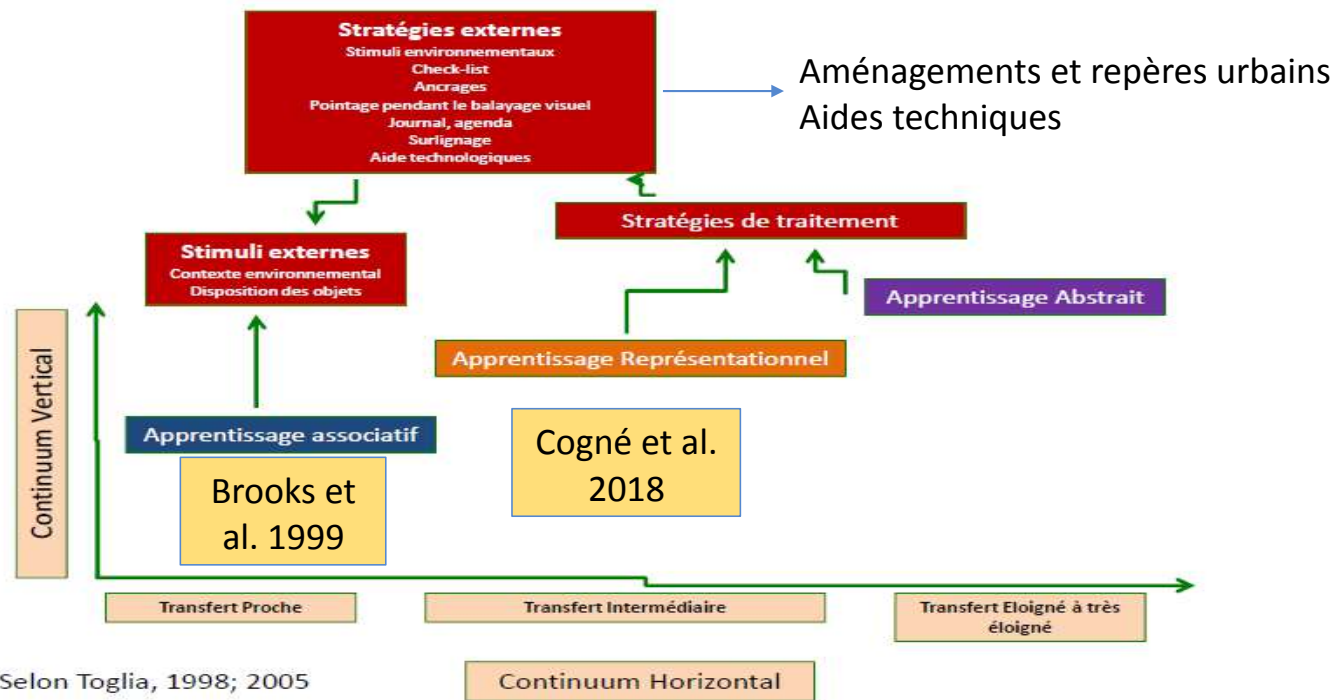 Stratégies externes
Stimuli environnementaux
Check-list
Ancrages
Pointage pendant le balayage visuel
Journal, agenda
Surlignage
Aide technologiques
Aménagements et repères urbains
Aides techniques
Stratégies de traitement
Stimuli externes
Contexte environnemental
Disposition des objets
Apprentissage Abstrait
Apprentissage Représentationnel
Continuum Vertical
Apprentissage associatif
Brooks et
al. 1999
Cogné et al.
2018
Transfert Proche
Transfert Intermédiaire
Transfert Eloigné à très
éloigné
Selon Toglia, 1998; 2005
Continuum Horizontal